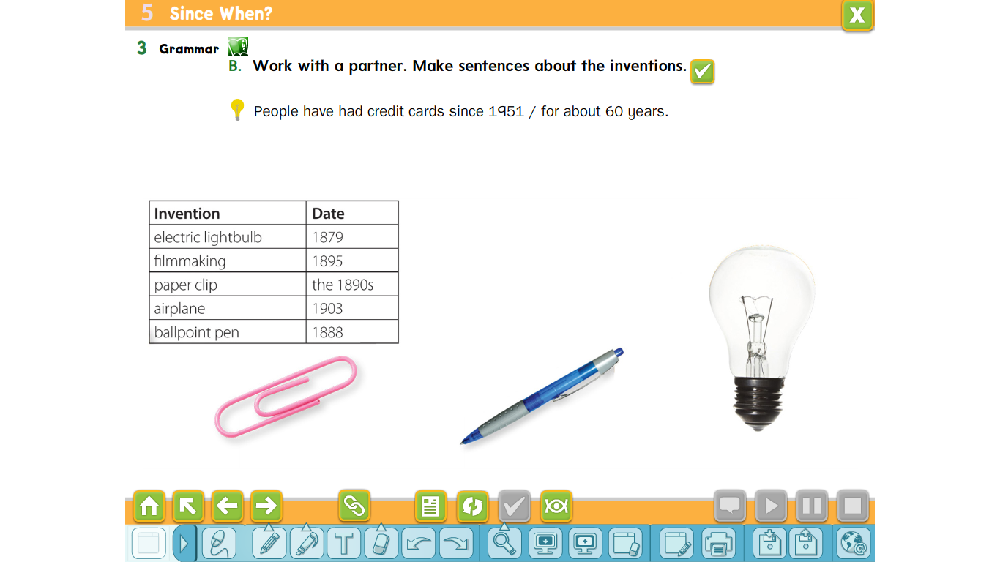 5 Since When?
X
3 Grammar
B. Work with a partner. Make sentences about the inventions.
People have had credit cards since 1951 / for about 60 years.
Invention Date
electric lightbulb 1879
filmmaking 1895
paper clip the 1890s
airplane 1903
ballpoint pen 1888
T
@